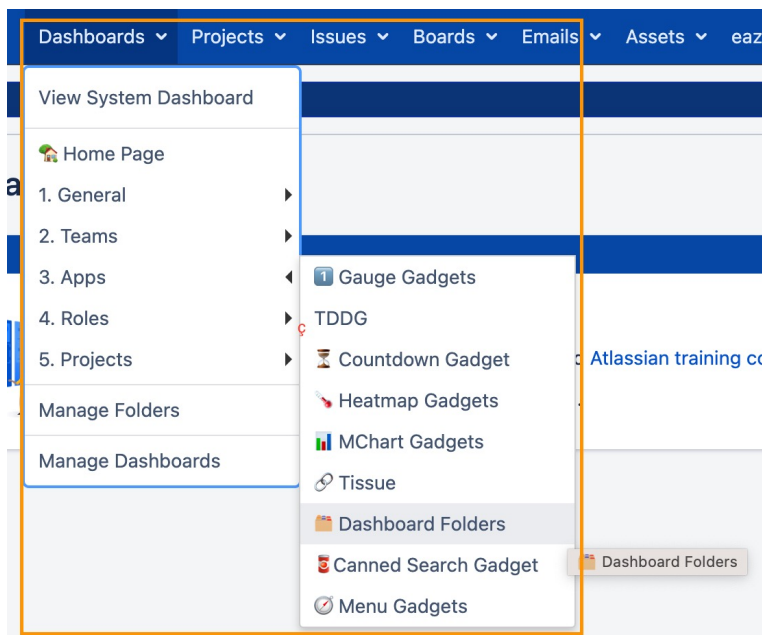 Dashboards Projects Issues Boards Emails Assets eaz
View System Dashboard
Home Page
a
1. General
2. Teams
3. Apps
1 Gauge Gadgets
4. Roles
ç
TDDG
5. Projects
Countdown Gadget
Atlassian training co
Heatmap Gadgets
Manage Folders
MChart Gadgets
Manage Dashboards
Tissue
Dashboard Folders
Canned Search Gadget
Dashboard Folders
Menu Gadgets